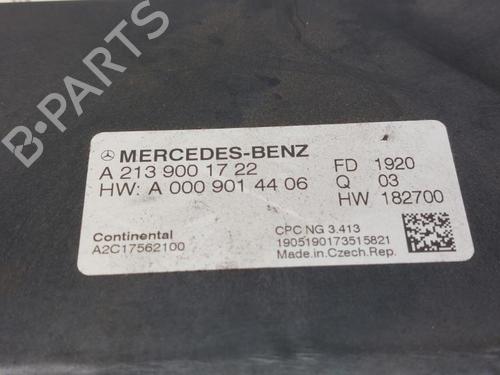 B-PARTS
MERCEDES-BENZ
A 213 900 17 22
HW: A 000 901 44 06
FD 1920
Q 03
HW 182700
Continental
A2C17562100
CPC NG 3.413
1905190173515821
Made.in.Czech.Rep.